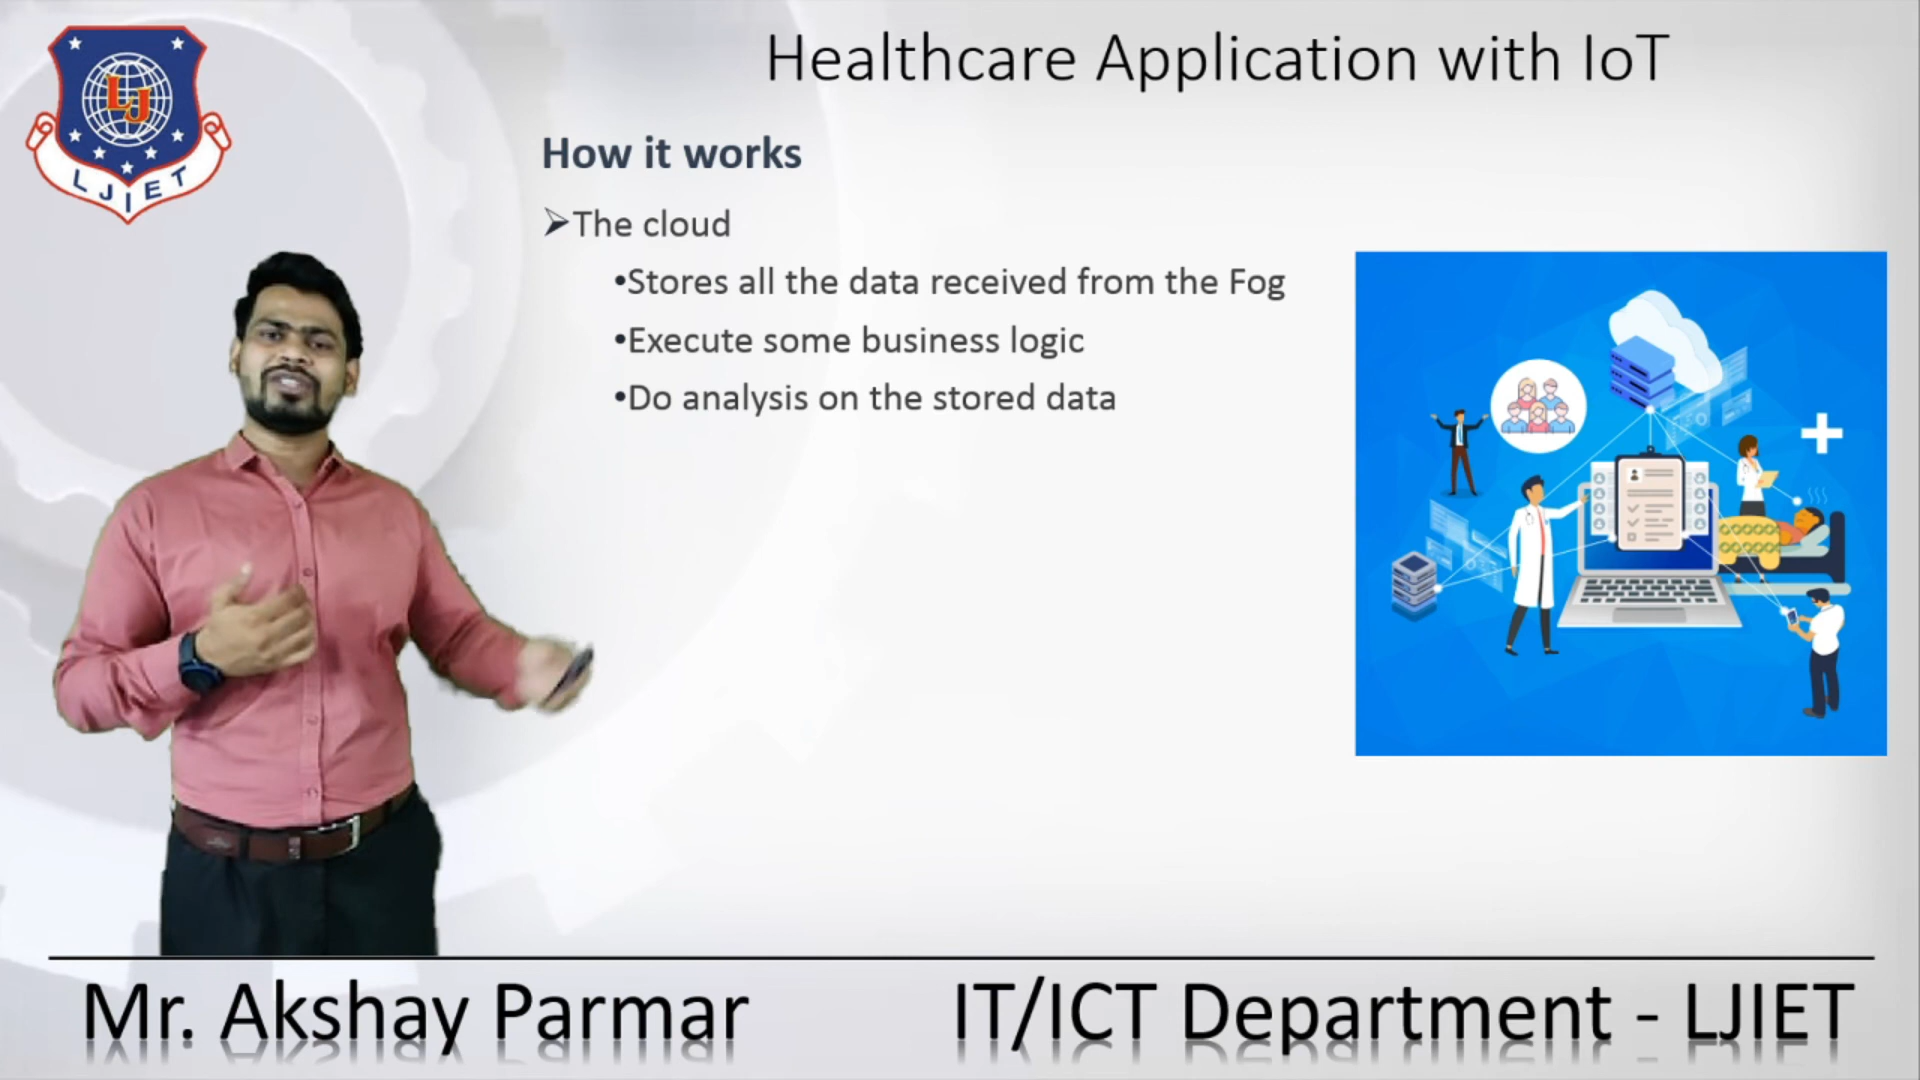 LJ
LJIET
Healthcare Application with IoT
How it works
➢The cloud
•Stores all the data received from the Fog
•Execute some business logic
•Do analysis on the stored data
Mr. Akshay Parmar
IT/ICT Department - LJIET